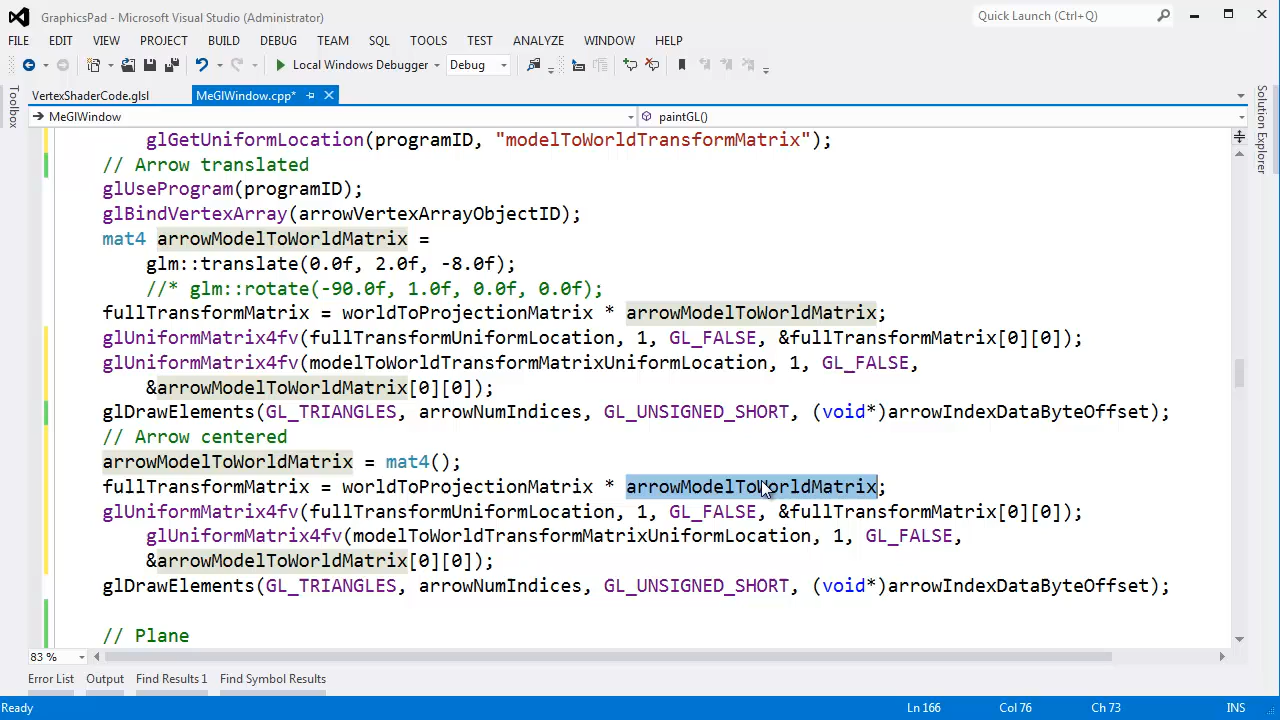 GraphicsPad - Microsoft Visual Studio (Administrator)
Quick Launch (Ctrl+Q)
FILE EDIT VIEW PROJECT BUILD DEBUG TEAM SQL TOOLS TEST ANALYZE WINDOW HELP
Local Windows Debugger Debug
VertexShaderCode.glsl MeGlWindow.cpp*
MeGlWindow paintGL()
Toolbox
Solution Explorer
glGetUniformLocation(programID, "modelToWorldTransformMatrix");
// Arrow translated
glUseProgram(programID);
glBindVertexArray(arrowVertexArrayObjectID);
mat4 arrowModelToWorldMatrix =
glm::translate(0.0f, 2.0f, -8.0f);
//* glm::rotate(-90.0f, 1.0f, 0.0f, 0.0f);
fullTransformMatrix = worldToProjectionMatrix * arrowModelToWorldMatrix;
glUniformMatrix4fv(fullTransformUniformLocation, 1, GL_FALSE, &fullTransformMatrix[0][0]);
glUniformMatrix4fv(modelToWorldTransformMatrixUniformLocation, 1, GL_FALSE,
&arrowModelToWorldMatrix[0][0]);
glDrawElements(GL_TRIANGLES, arrowNumIndices, GL_UNSIGNED_SHORT, (void*)arrowIndexDataByteOffset);
// Arrow centered
arrowModelToWorldMatrix = mat4();
fullTransformMatrix = worldToProjectionMatrix * arrowModelToWorldMatrix;
glUniformMatrix4fv(fullTransformUniformLocation, 1, GL_FALSE, &fullTransformMatrix[0][0]);
glUniformMatrix4fv(modelToWorldTransformMatrixUniformLocation, 1, GL_FALSE,
&arrowModelToWorldMatrix[0][0]);
glDrawElements(GL_TRIANGLES, arrowNumIndices, GL_UNSIGNED_SHORT, (void*)arrowIndexDataByteOffset);
// Plane
83 %
Error List Output Find Results 1 Find Symbol Results
Ready Ln 166 Col 76 Ch 73 INS